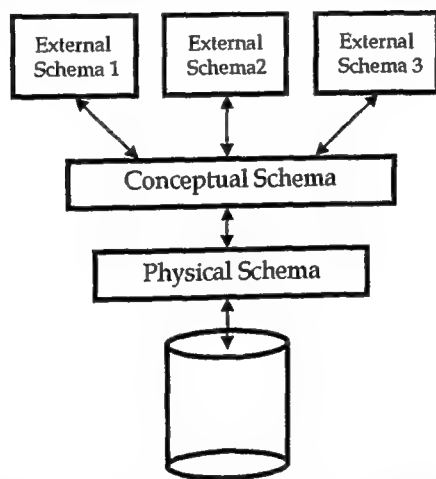 External
Schema 1
External
Schema2
External
Schema 3
Conceptual Schema
Physical Schema